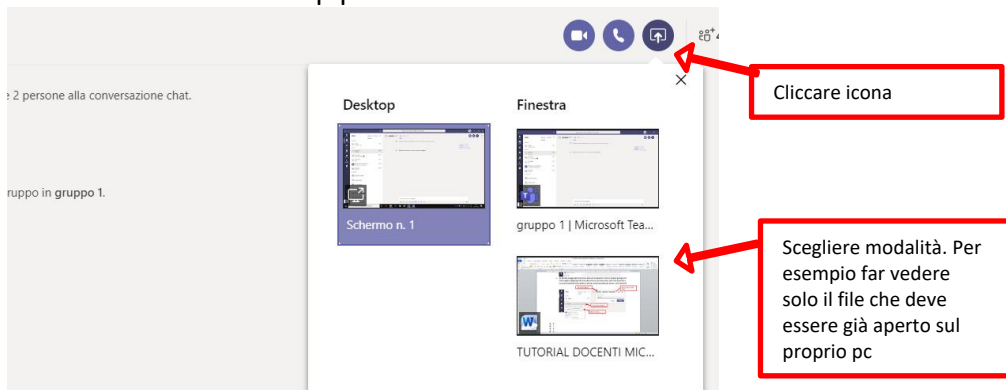 Cliccare icona
e 2 persone alla conversazione chat.
Desktop
Finestra
ruppo in gruppo 1.
Schermo n. 1
gruppo 1 | Microsoft Tea...
Scegliere modalità. Per
esempio far vedere
solo il file che deve
essere già aperto sul
proprio pc
TUTORIAL DOCENTI MIC...